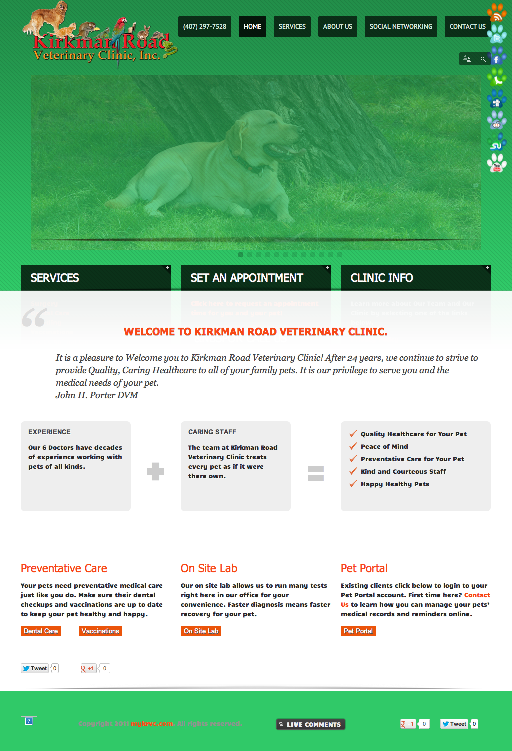 Kirkman Road
Veterinary Clinic, Inc.
(407) 297-7528
HOME
SERVICES
ABOUT US
SOCIAL NETWORKING
CONTACT US
SERVICES
SET AN APPOINTMENT
CLINIC INFO
WELCOME TO KIRKMAN ROAD VETERINARY CLINIC.
It is a pleasure to Welcome you to Kirkman Road Veterinary Clinic! After 24 years, we continue to strive to
provide Quality, Caring Healthcare to all of your family pets. It is our privilege to serve you and the
medical needs of your pet.
John H. Porter DVM
EXPERIENCE
Our 6 Doctors have decades
of experience working with
pets of all kinds.
CARING STAFF
The team at Kirkman Road
Veterinary Clinic treats
every pet as if it were
there own.
Quality Healthcare for Your Pet
Peace of Mind
Preventative Care for Your Pet
Kind and Courteous Staff
Happy Healthy Pets
Preventative Care
Your pets need preventative medical care
just like you do. Make sure their dental
checkups and vaccinations are up to date
to keep your pet healthy and happy.
Dental Care
Vaccinations
On Site Lab
Our on site lab allows us to run many tests
right here in our office for your
convenience. Faster diagnosis means faster
recovery for your pet.
On Site Lab
Pet Portal
Existing clients click below to login to your
Pet Portal account. First time here? Contact
Us to learn how you can manage your pets'
medical records and reminders online.
Pet Portal
Tweet 0
+1 0
LIVE COMMENTS
1 0
Tweet 0